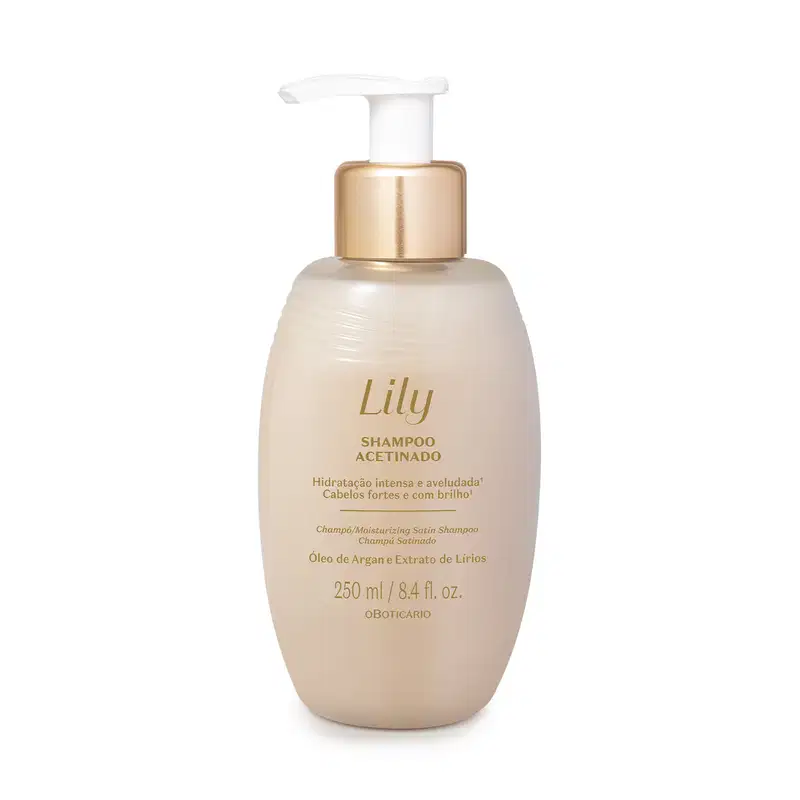 Lily
SHAMPOO
ACETINADO
Hidratação intensa e aveludada¹
Cabelos fortes e com brilho¹
Champô/Moisturizing Satin Shampoo
Champú Satinado
Óleo de Argan e Extrato de Lírios
250 ml / 8.4 fl. oz.
OBOTICÁRIO